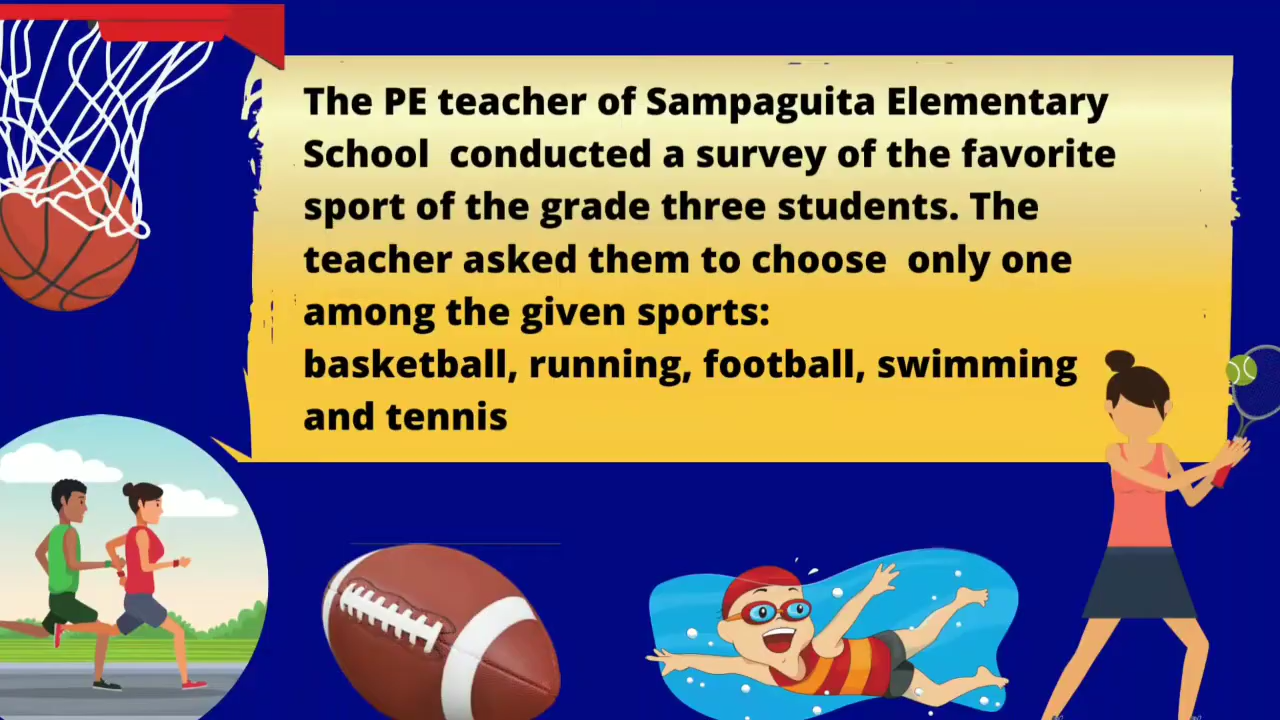 The PE teacher of Sampaguita Elementary
School  conducted a survey of the favorite
sport of the grade three students. The
teacher asked them to choose  only one
among the given sports:
basketball, running, football, swimming
and tennis